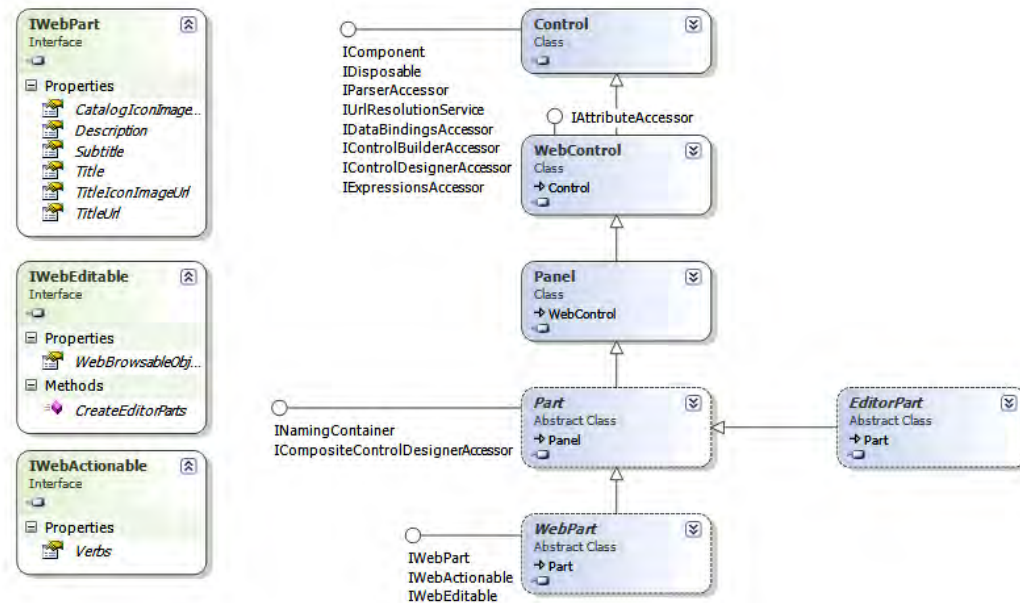 IWebPart
Interface
Properties
CatalogIconImage...
Description
Subtitle
Title
TitleIconImageUrl
TitleUrl
IWebEditable
Interface
Properties
WebBrowsableObj...
Methods
CreateEditorParts
IWebActionable
Interface
Properties
Verbs
Control
Class
IComponent
IDisposable
IParserAccessor
IUrlResolutionService
IDataBindingsAccessor
IControlBuilderAccessor
IControlDesignerAccessor
IExpressionsAccessor
IAttributeAccessor
WebControl
Class
Control
Panel
Class
WebControl
Part
Abstract Class
Panel
INamingContainer
ICompositeControlDesignerAccessor
EditorPart
Abstract Class
Part
WebPart
Abstract Class
Part
IWebPart
IWebActionable
IWebEditable